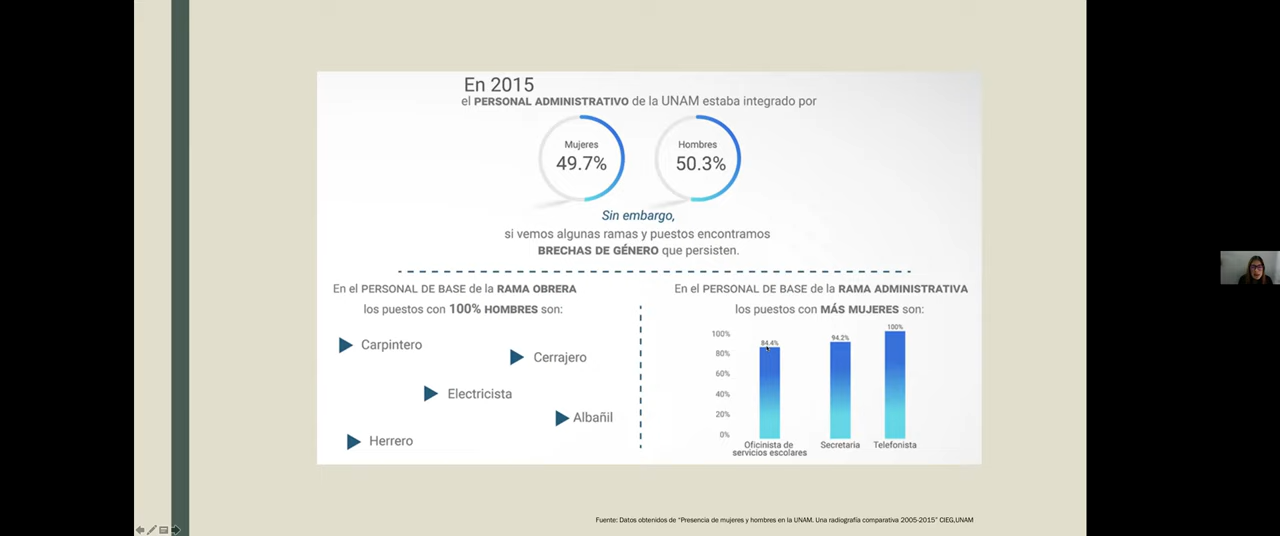 En 2015
el PERSONAL ADMINISTRATIVO de la UNAM estaba integrado por
Mujeres
49.7%
Hombres
50.3%
Sin embargo,
si vemos algunas ramas y puestos encontramos
BRECHAS DE GÉNERO que persisten.
En el PERSONAL DE BASE de la RAMA OBRERA
los puestos con 100% HOMBRES son:
Carpintero
Cerrajero
Electricista
Albañil
Herrero
En el PERSONAL DE BASE de la RAMA ADMINISTRATIVA
los puestos con MÁS MUJERES son:
100%
80%
60%
40%
20%
0%
84.4%
94.2%
100%
Oficinista de
servicios escolares
Secretaria
Telefonista
Fuente: Datos obtenidos de “Presencia de mujeres y hombres en la UNAM. Una radiografía comparativa 2005-2015” CIEG,UNAM